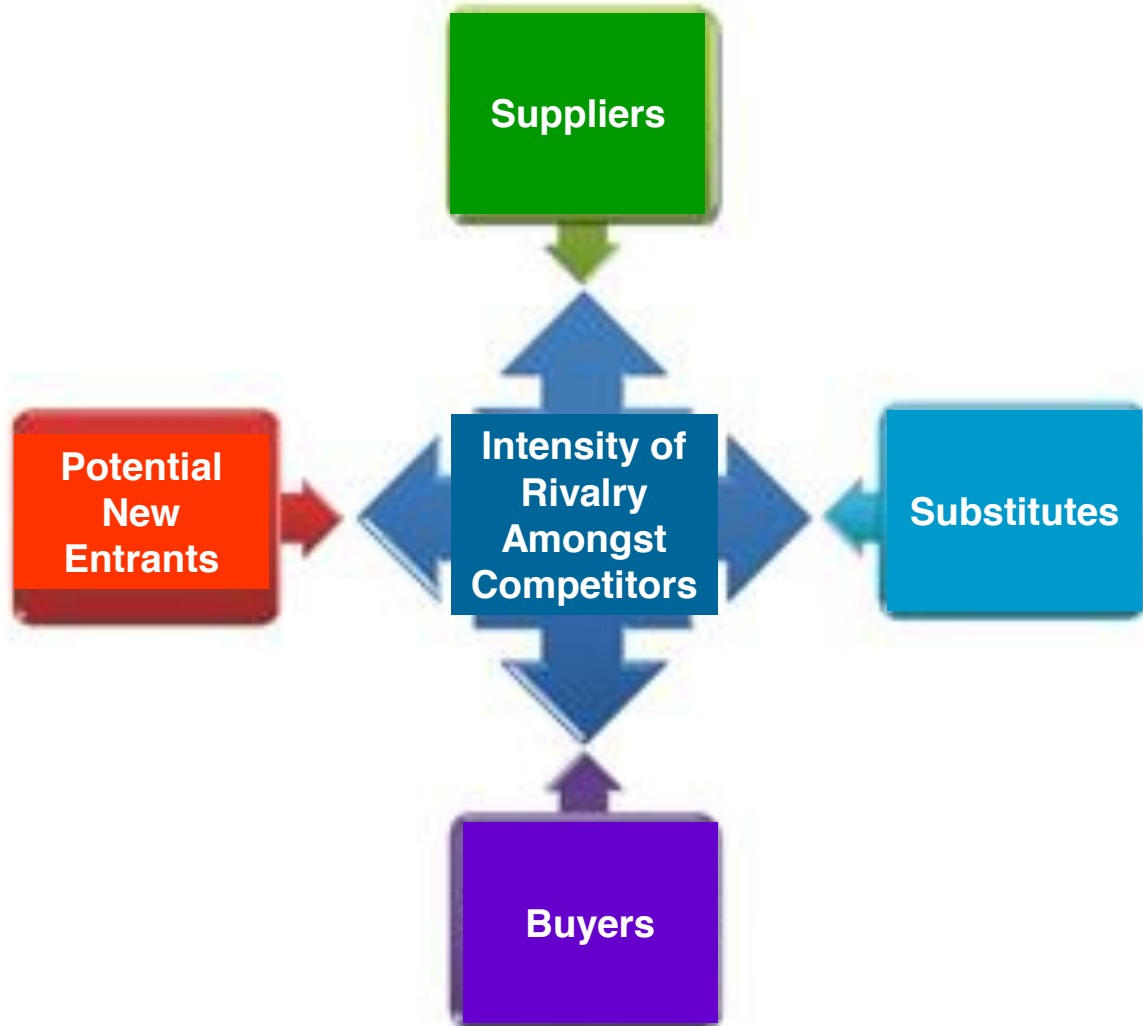 Suppliers
Potential
New
Entrants
Intensity of
Rivalry
Amongst
Competitors
Substitutes
Buyers